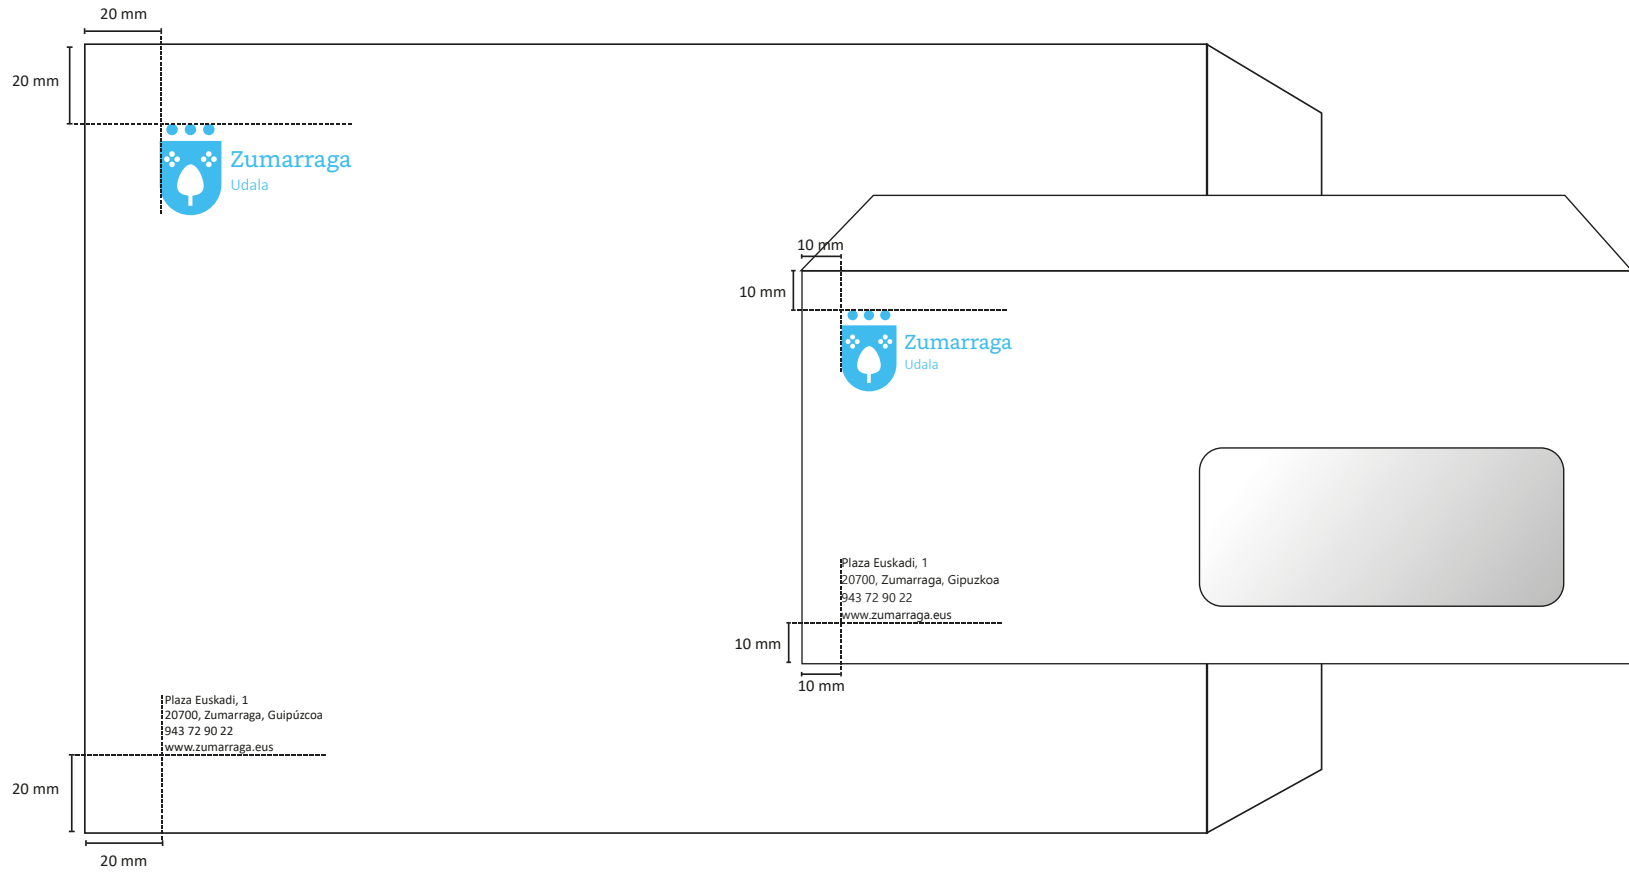 20 mm
20 mm
Zumarraga
Udala
10 mm
10 mm
Zumarraga
Udala
Plaza Euskadi, 1
20700, Zumarraga, Gipuzkoa
943 72 90 22
www.zumarraga.eus
10 mm
10 mm
Plaza Euskadi, 1
20700, Zumarraga, Guipúzcoa
943 72 90 22
www.zumarraga.eus
20 mm
20 mm